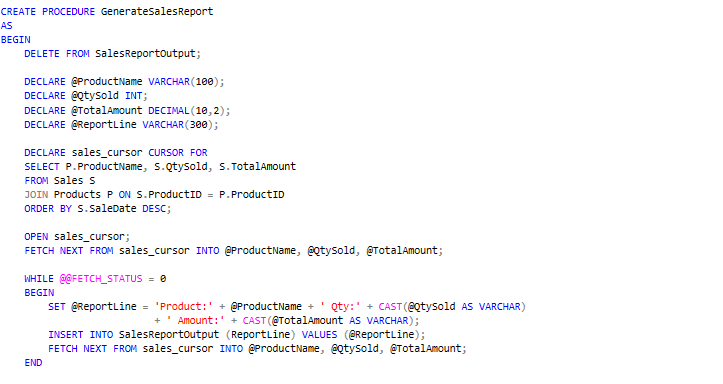 CREATE PROCEDURE GenerateSalesReport
AS
BEGIN
    DELETE FROM SalesReportOutput;

    DECLARE @ProductName VARCHAR(100);
    DECLARE @QtySold INT;
    DECLARE @TotalAmount DECIMAL(10,2);
    DECLARE @ReportLine VARCHAR(300);

    DECLARE sales_cursor CURSOR FOR
    SELECT P.ProductName, S.QtySold, S.TotalAmount
    FROM Sales S
    JOIN Products P ON S.ProductID = P.ProductID
    ORDER BY S.SaleDate DESC;

    OPEN sales_cursor;
    FETCH NEXT FROM sales_cursor INTO @ProductName, @QtySold, @TotalAmount;

    WHILE @@FETCH_STATUS = 0
    BEGIN
        SET @ReportLine = 'Product:' + @ProductName + ' Qty:' + CAST(@QtySold AS VARCHAR)
                          + ' Amount:' + CAST(@TotalAmount AS VARCHAR);
        INSERT INTO SalesReportOutput (ReportLine) VALUES (@ReportLine);
        FETCH NEXT FROM sales_cursor INTO @ProductName, @QtySold, @TotalAmount;
    END